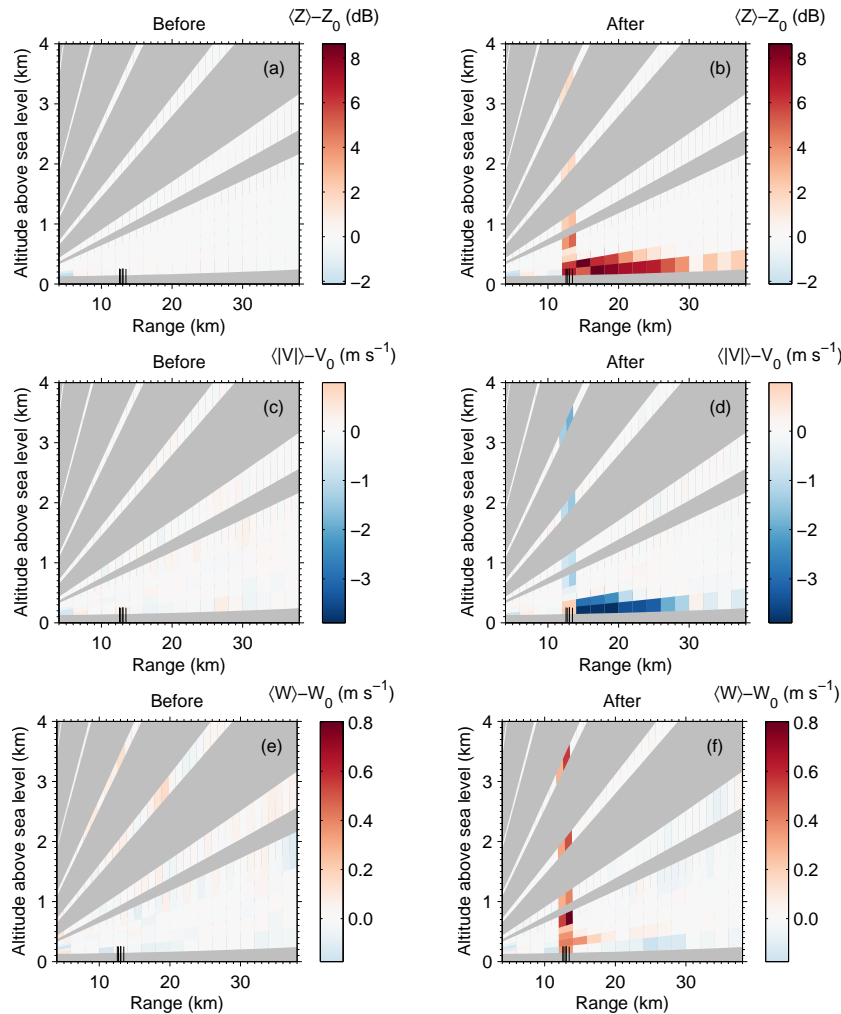 Before
⟨Z⟩−Z₀ (dB)
After
⟨Z⟩−Z₀ (dB)
(a)
(b)
Altitude above sea level (km)
4
3
2
1
0
10 20 30
Range (km)
8
6
4
2
0
−2
Altitude above sea level (km)
4
3
2
1
0
10 20 30
Range (km)
8
6
4
2
0
−2
Before
⟨|V|⟩−V₀ (m s⁻¹)
After
⟨|V|⟩−V₀ (m s⁻¹)
(c)
(d)
Altitude above sea level (km)
4
3
2
1
0
10 20 30
Range (km)
0
−1
−2
−3
Altitude above sea level (km)
4
3
2
1
0
10 20 30
Range (km)
0
−1
−2
−3
Before
⟨W⟩−W₀ (m s⁻¹)
After
⟨W⟩−W₀ (m s⁻¹)
(e)
(f)
Altitude above sea level (km)
4
3
2
1
0
10 20 30
Range (km)
0.8
0.6
0.4
0.2
0.0
Altitude above sea level (km)
4
3
2
1
0
10 20 30
Range (km)
0.8
0.6
0.4
0.2
0.0